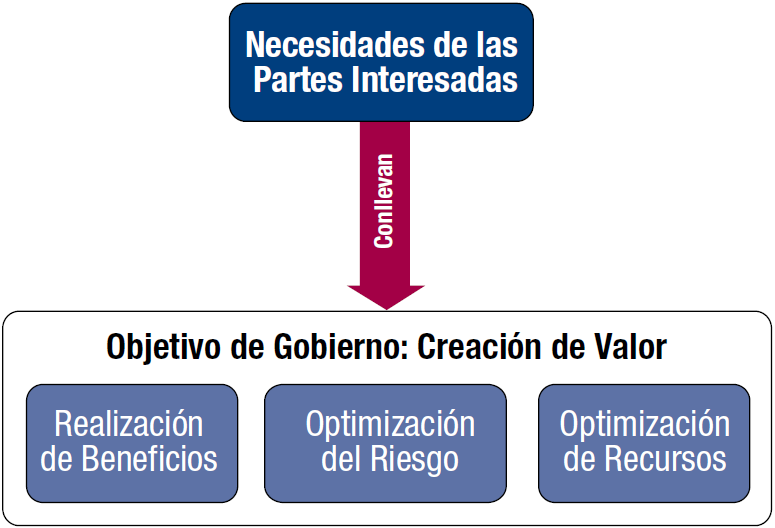 Necesidades de las
Partes Interesadas
Conllevan
Objetivo de Gobierno: Creación de Valor
Realización
de Beneficios
Optimización
del Riesgo
Optimización
de Recursos